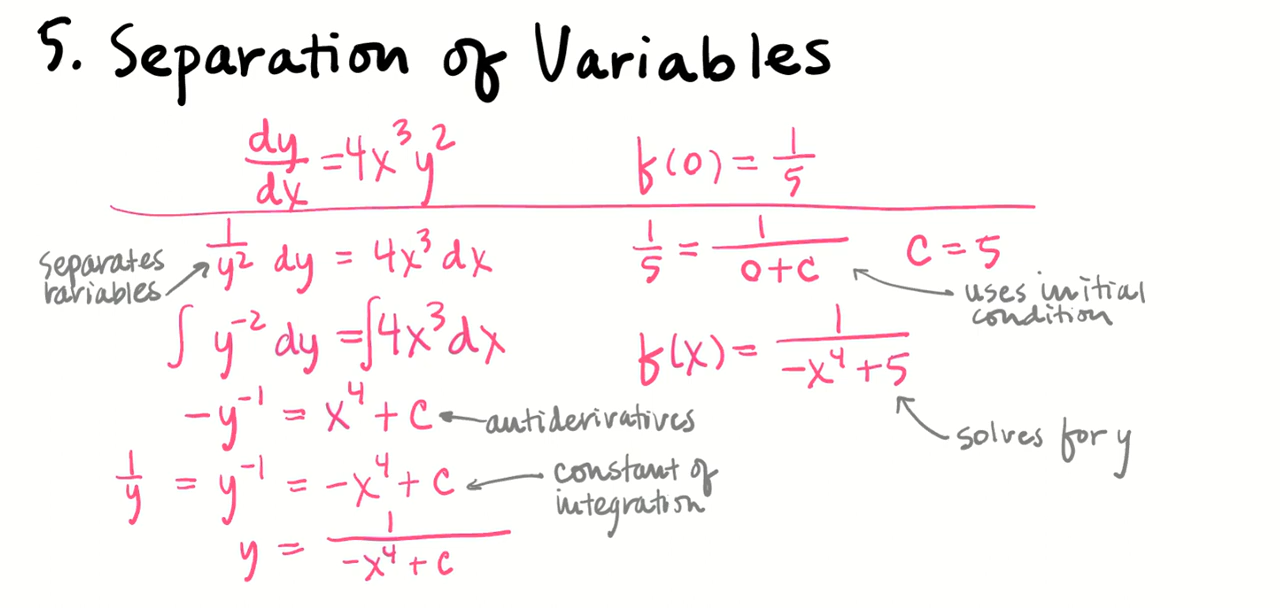 5. Separation of Variables
dy/dx = 4x³y²
f(0) = 1/5
separates variables
1/y² dy = 4x³ dx
∫ y⁻² dy = ∫ 4x³ dx
-y⁻¹ = x⁴ + C
antiderivatives
1/y = y⁻¹ = -x⁴ + C
constant of integration
y = 1/(-x⁴ + C)
1/5 = 1/(0 + C)
C = 5
uses initial condition
f(x) = 1/(-x⁴ + 5)
solves for y